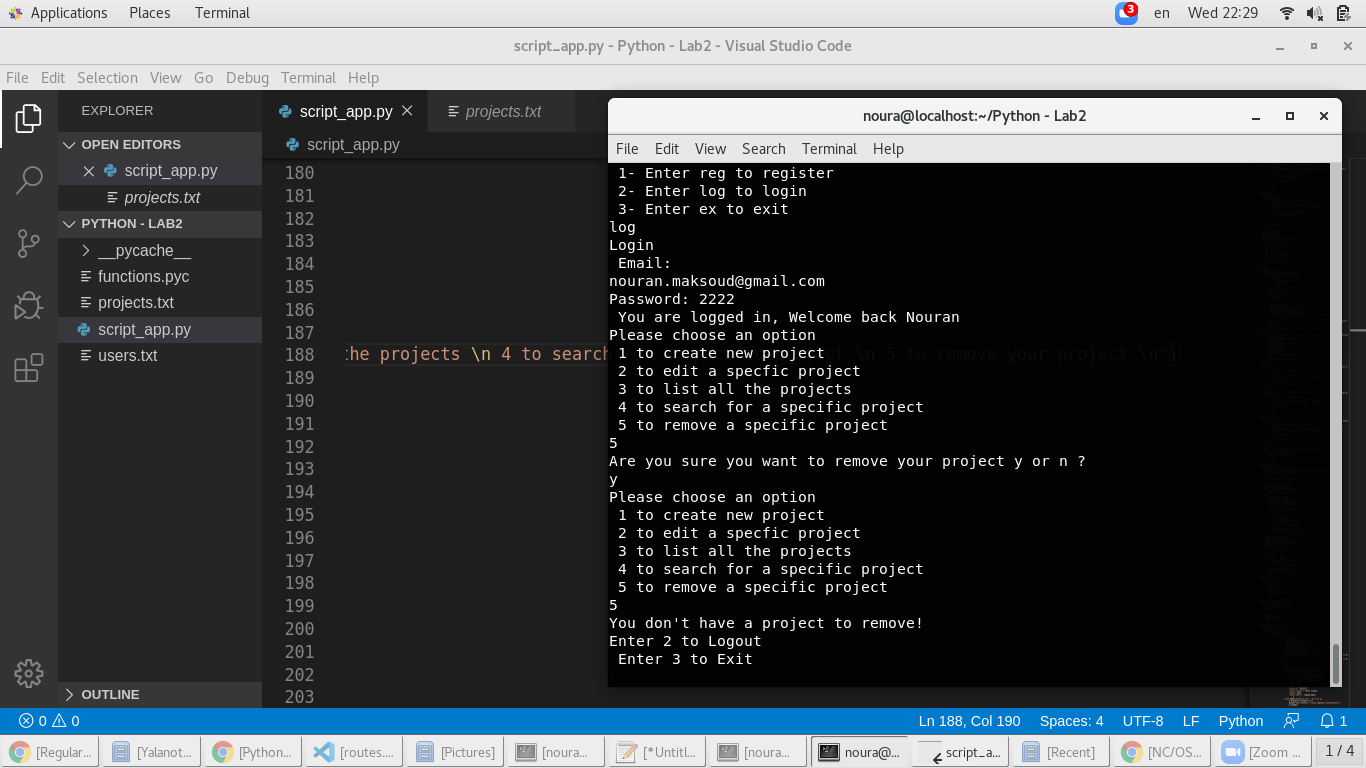 Applications Places Terminal 3 en Wed 22:29
script_app.py - Python - Lab2 - Visual Studio Code
File Edit Selection View Go Debug Terminal Help
EXPLORER
OPEN EDITORS
script_app.py
projects.txt
PYTHON - LAB2
__pycache__
functions.pyc
projects.txt
script_app.py
users.txt
OUTLINE
script_app.py projects.txt
script_app.py
180
181
182
183
184
185
186
187
188 :he projects \n 4 to search \n 5 to remove your project \n")
189
190
191
192
193
194
195
196
197
198
199
200
201
202
203
noura@localhost:~/Python - Lab2
File Edit View Search Terminal Help
1- Enter reg to register
2- Enter log to login
3- Enter ex to exit
log
Login
Email:
nouran.maksoud@gmail.com
Password: 2222
You are logged in, Welcome back Nouran
Please choose an option
1 to create new project
2 to edit a specfic project
3 to list all the projects
4 to search for a specific project
5 to remove a specific project
5
Are you sure you want to remove your project y or n ?
y
Please choose an option
1 to create new project
2 to edit a specfic project
3 to list all the projects
4 to search for a specific project
5 to remove a specific project
5
You don't have a project to remove!
Enter 2 to Logout
Enter 3 to Exit
0 0 Ln 188, Col 190 Spaces: 4 UTF-8 LF Python 1
[Regular... [Yalanot... [Python... [routes.... [Pictures] [noura... [*Untitl... [noura... noura@... script_a... [Recent] [NC/OS... [Zoom ... 1 / 4